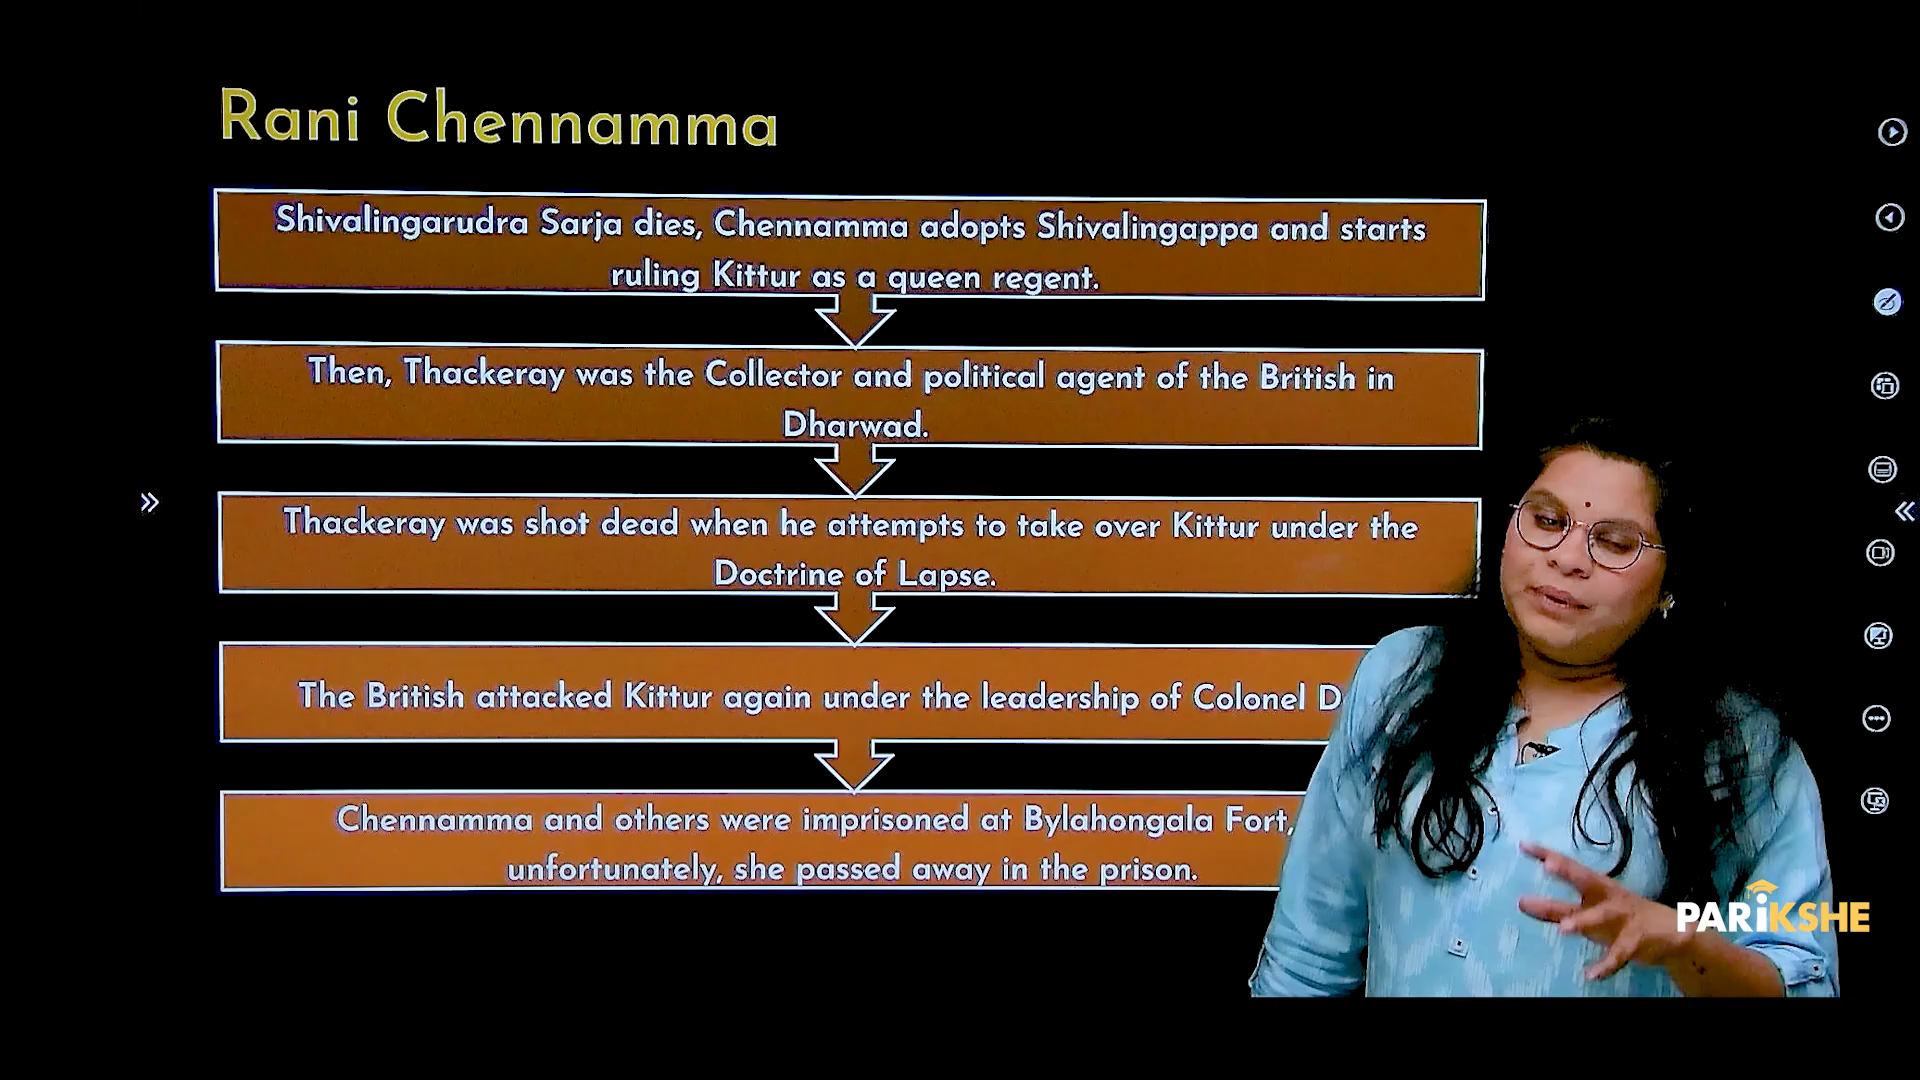 Rani Chennamma
Shivalingarudra Sarja dies, Chennamma adopts Shivalingappa and starts
ruling Kittur as a queen regent.
Then, Thackeray was the Collector and political agent of the British in
Dharwad.
Thackeray was shot dead when he attempts to take over Kittur under the
Doctrine of Lapse.
The British attacked Kittur again under the leadership of Colonel
Chennamma and others were imprisoned at Bylahongala Fort,
unfortunately, she passed away in the prison.
PARiKSHE